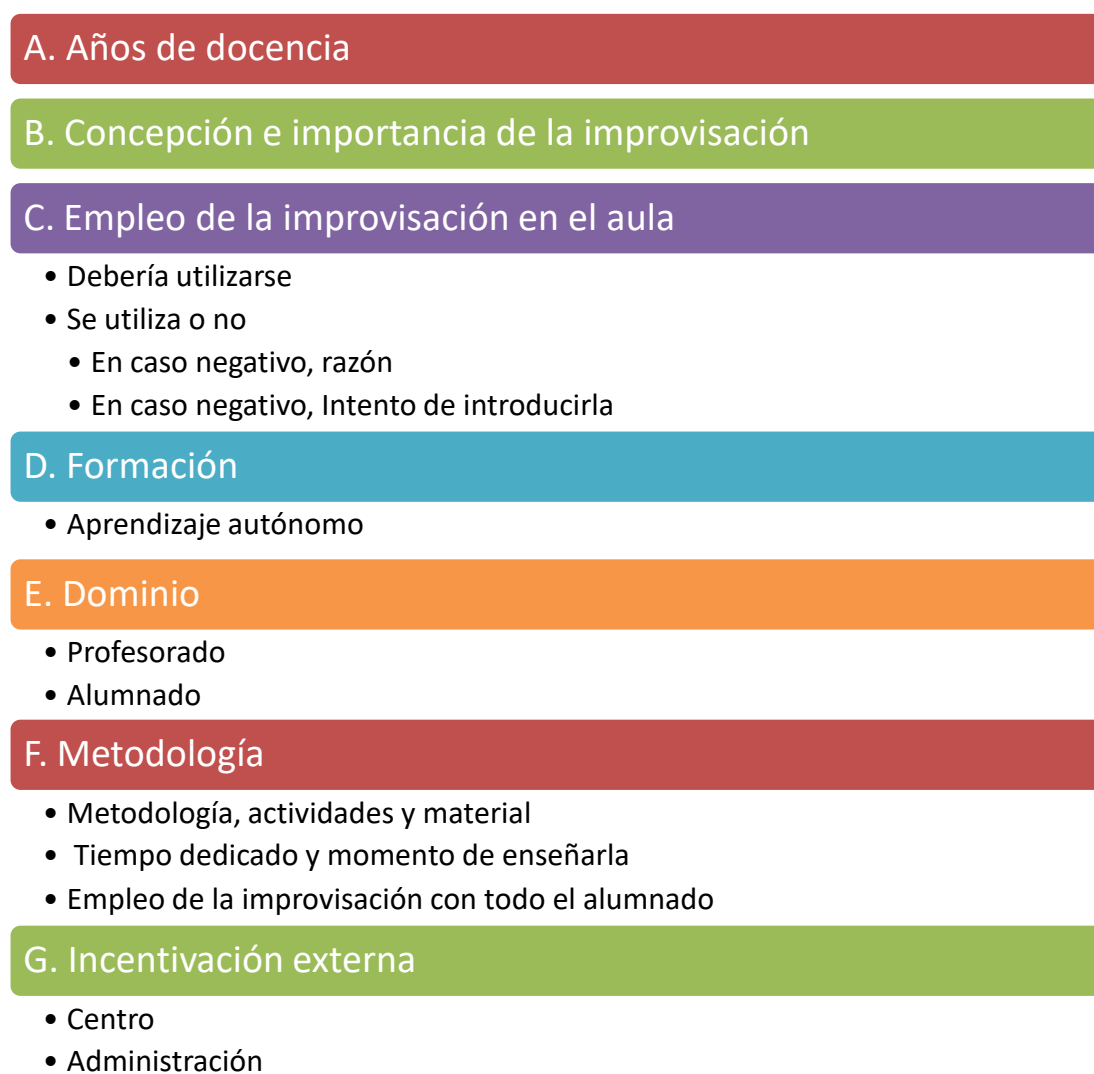 A. Años de docencia
B. Concepción e importancia de la improvisación
C. Empleo de la improvisación en el aula
• Debería utilizarse
• Se utiliza o no
• En caso negativo, razón
• En caso negativo, Intento de introducirla
D. Formación
• Aprendizaje autónomo
E. Dominio
• Profesorado
• Alumnado
F. Metodología
• Metodología, actividades y material
• Tiempo dedicado y momento de enseñarla
• Empleo de la improvisación con todo el alumnado
G. Incentivación externa
• Centro
• Administración